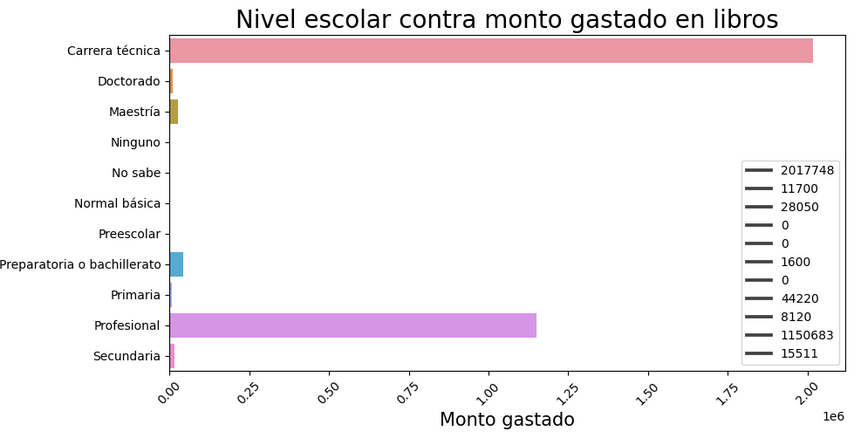 Nivel escolar contra monto gastado en libros
Carrera técnica
Doctorado
Maestría
Ninguno
No sabe
Normal básica
Preescolar
Preparatoria o bachillerato
Primaria
Profesional
Secundaria
2017748
11700
28050
0
0
1600
0
44220
8120
1150683
15511
0.00 0.25 0.50 0.75 1.00 1.25 1.50 1.75 2.00
1e6
Monto gastado